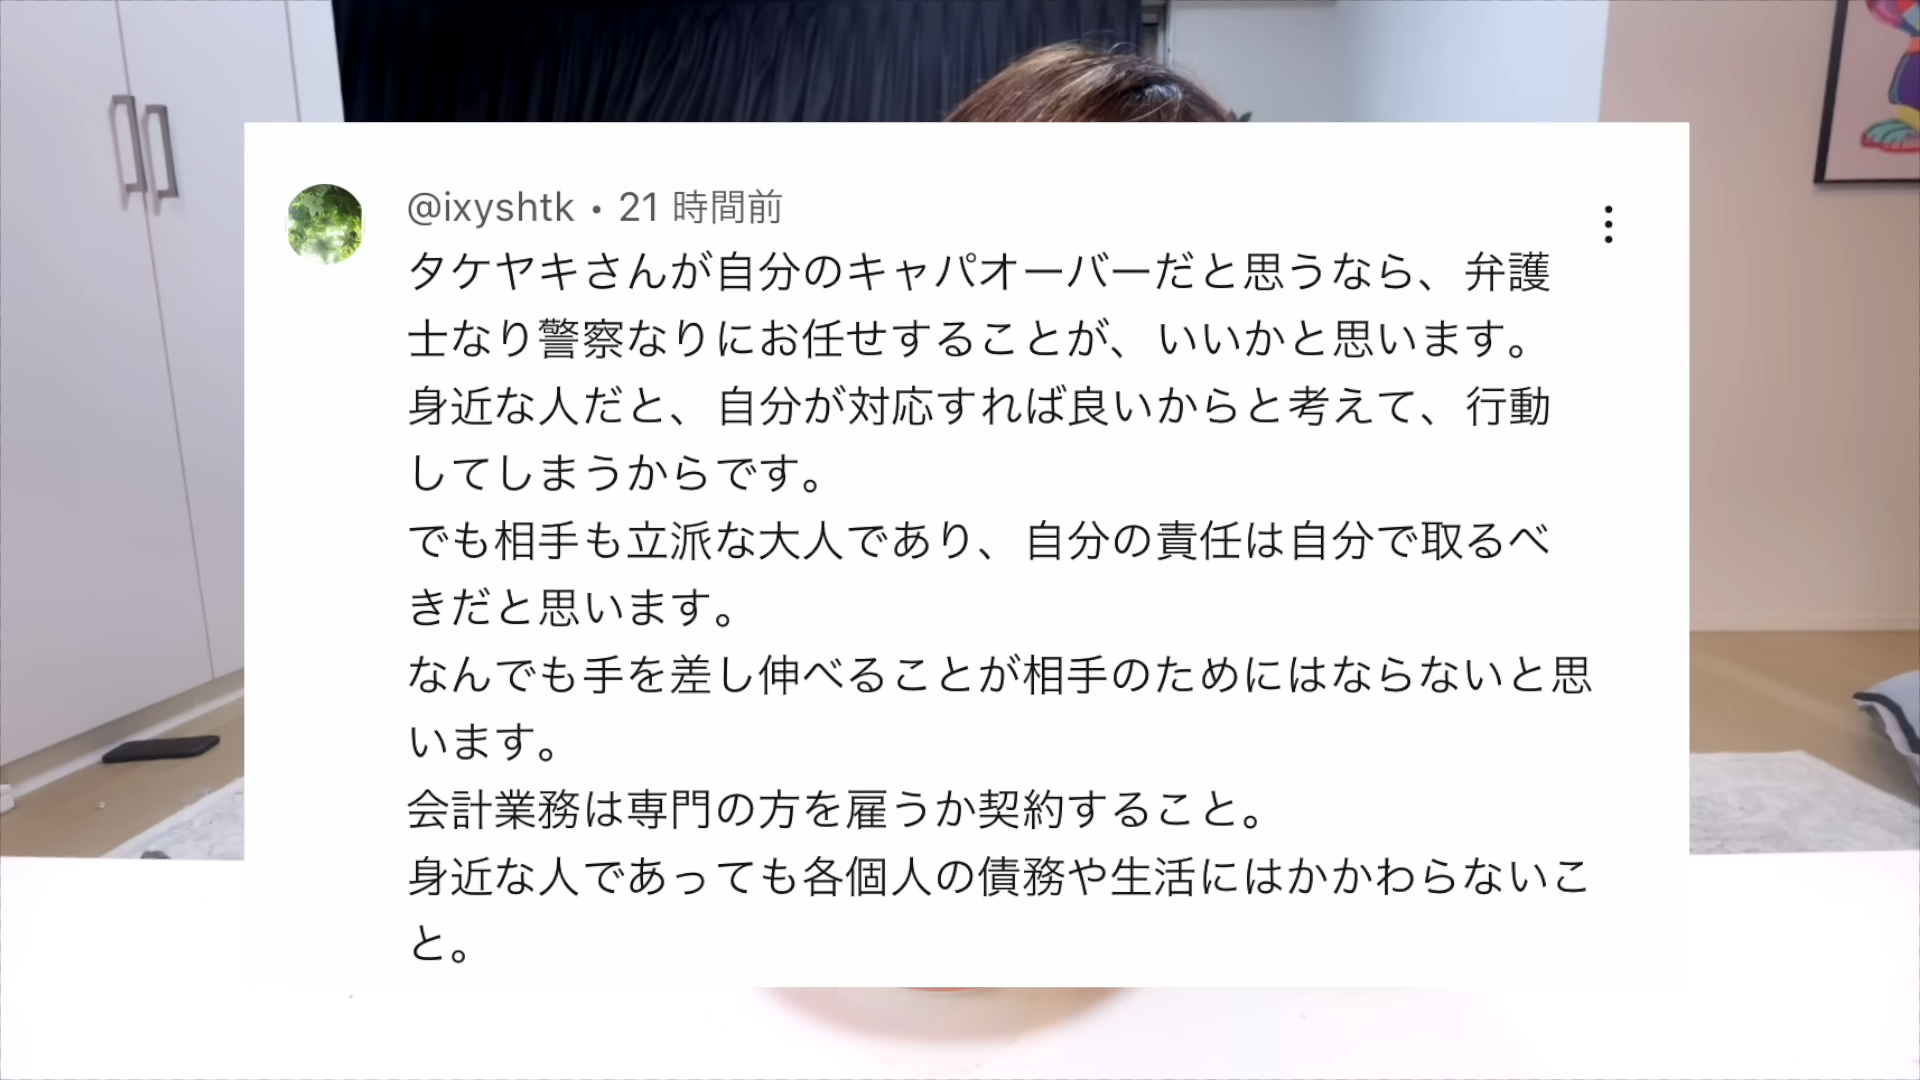 @ixyshtk・21 時間前
タケヤキさんが自分のキャパオーバーだと思うなら、弁護
士なり警察なりにお任せすることが、いいかと思います。
身近な人だと、自分が対応すれば良いからと考えて、行動
してしまうからです。
でも相手も立派な大人であり、自分の責任は自分で取るべ
きだと思います。
なんでも手を差し伸べることが相手のためにはならないと思
います。
会計業務は専門の方を雇うか契約すること。
身近な人であっても各個人の債務や生活にはかかわらないこ
と。